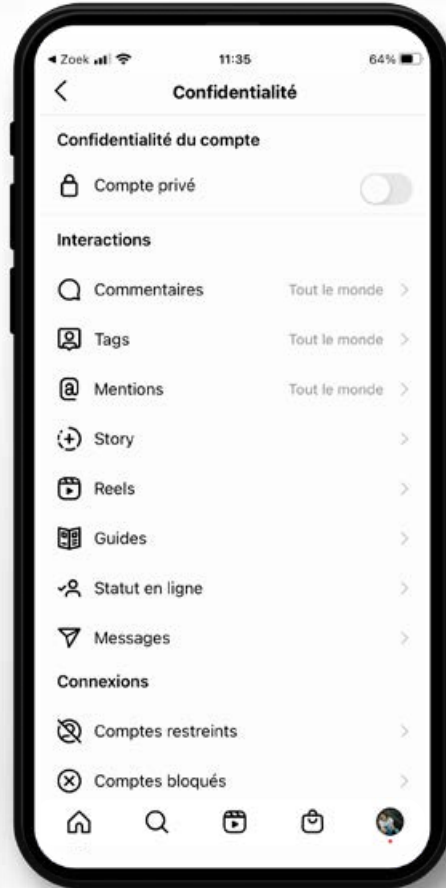 Zoek 11:35 64%
Confidentialité
Confidentialité du compte
Compte privé
Interactions
Commentaires Tout le monde
Tags Tout le monde
Mentions Tout le monde
Story
Reels
Guides
Statut en ligne
Messages
Connexions
Comptes restreints
Comptes bloqués